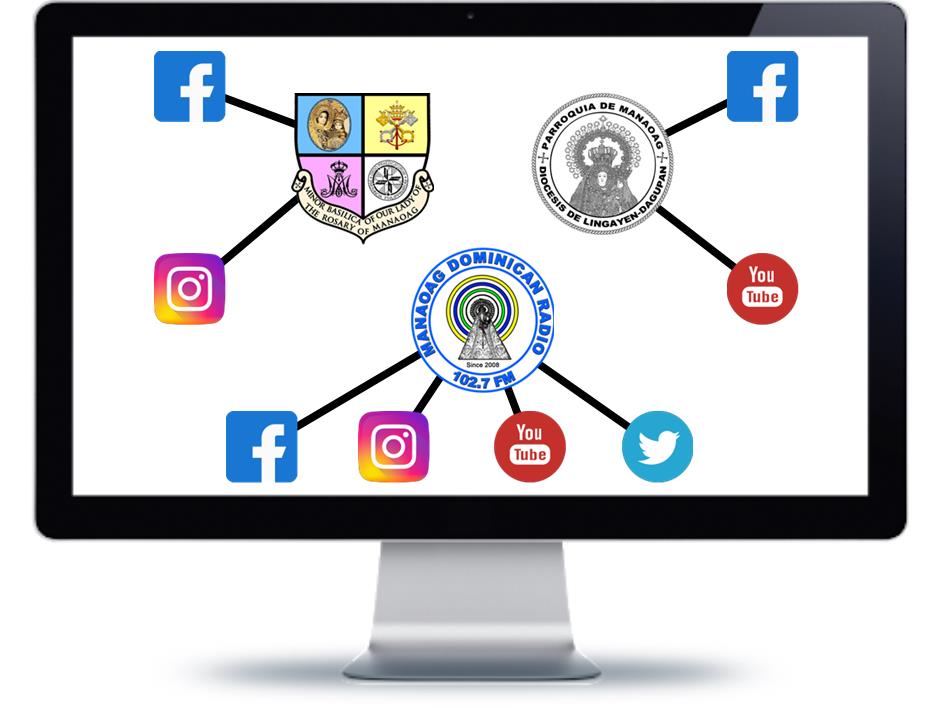 MINOR BASILICA OF OUR LADY OF
THE ROSARY OF MANAOAG
PARROQUIA DE MANAOAG
DIOCESIS DE LINGAYEN-DAGUPAN
You
Tube
MANAOAG DOMINICAN RADIO
Since 2008
102.7 FM
You
Tube